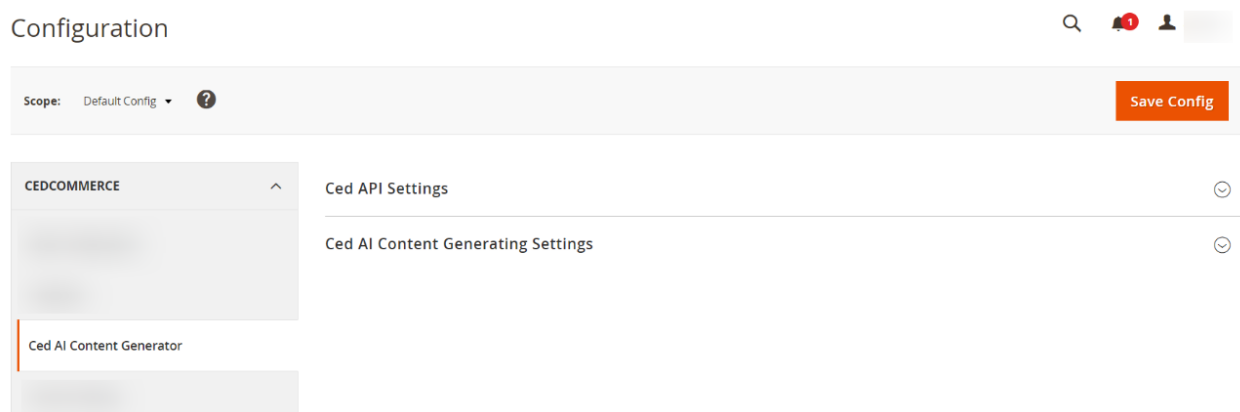 Configuration
1
Scope: Default Config ?
Save Config
CEDCOMMERCE
Ced API Settings
Ced AI Content Generating Settings
Ced AI Content Generator